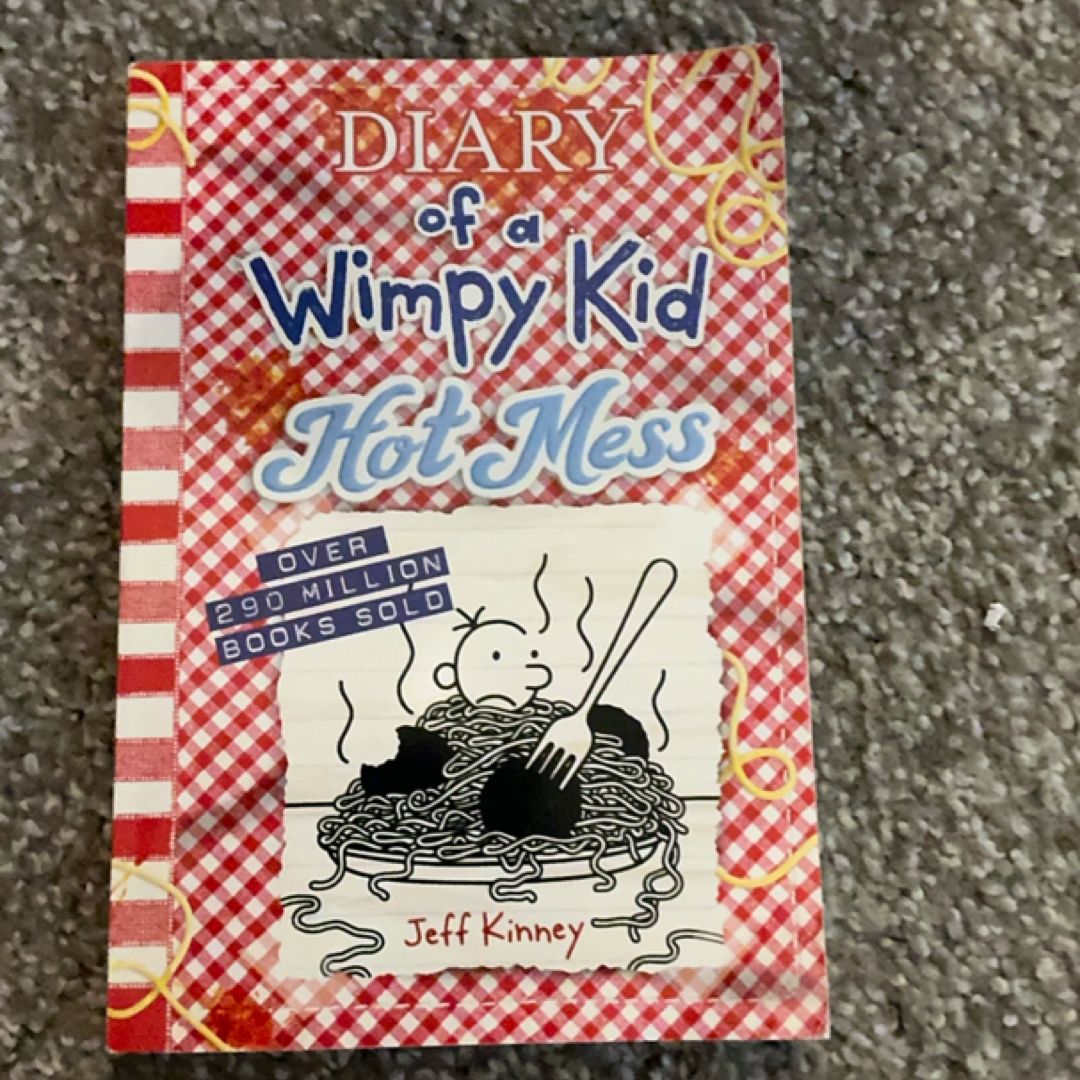 DIARY
of a
Wimpy Kid
Hot Mess
OVER
290 MILLION
BOOKS SOLD
Jeff Kinney